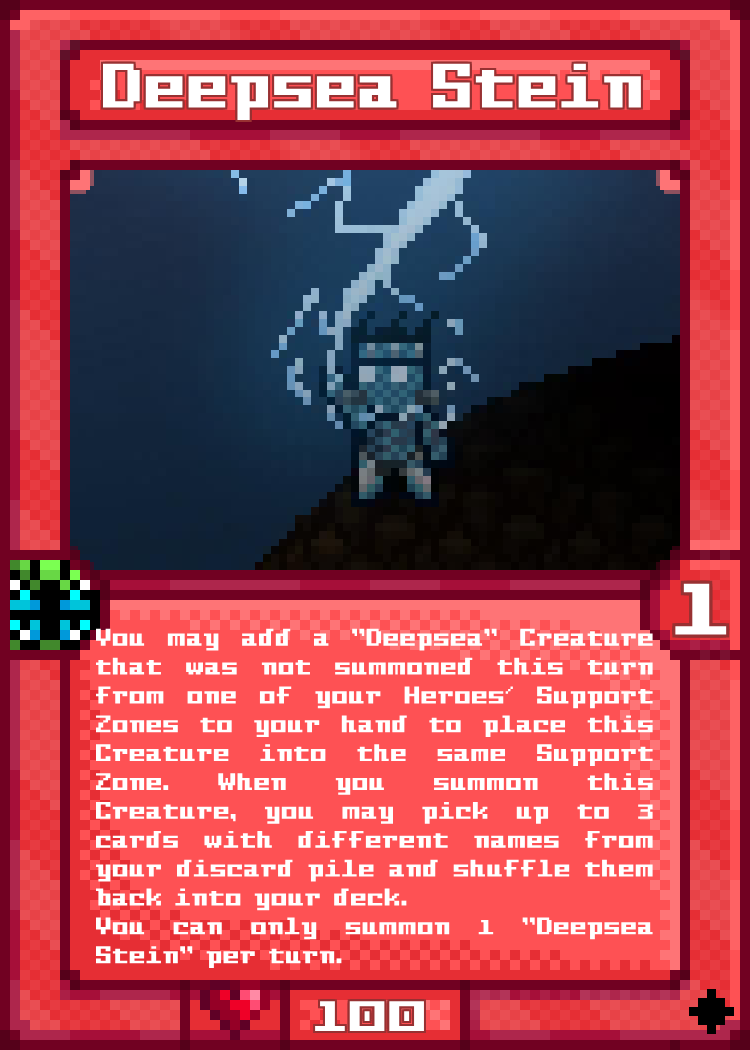 Deepsea Stein
1
You may add a "Deepsea" Creature
that was not summoned this turn
from one of your Heroes' Support
Zones to your hand to place this
Creature into the same Support
Zone. When you summon this
Creature, you may pick up to 3
cards with different names from
your discard pile and shuffle them
back into your deck.
You can only summon 1 "Deepsea
Stein" per turn.
100